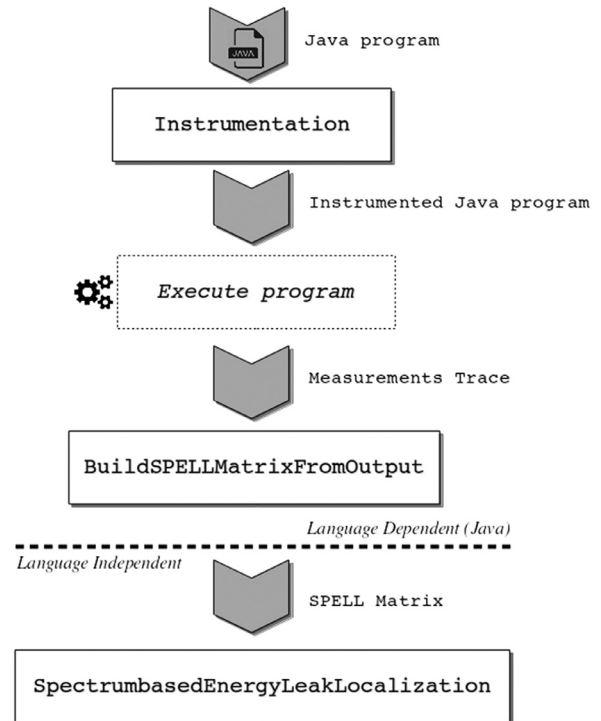 JAVA
Java program
Instrumentation
Instrumented Java program
Execute program
Measurements Trace
BuildSPELLMatrixFromOutput
Language Dependent (Java)
Language Independent
SPELL Matrix
SpectrumbasedEnergyLeakLocalization